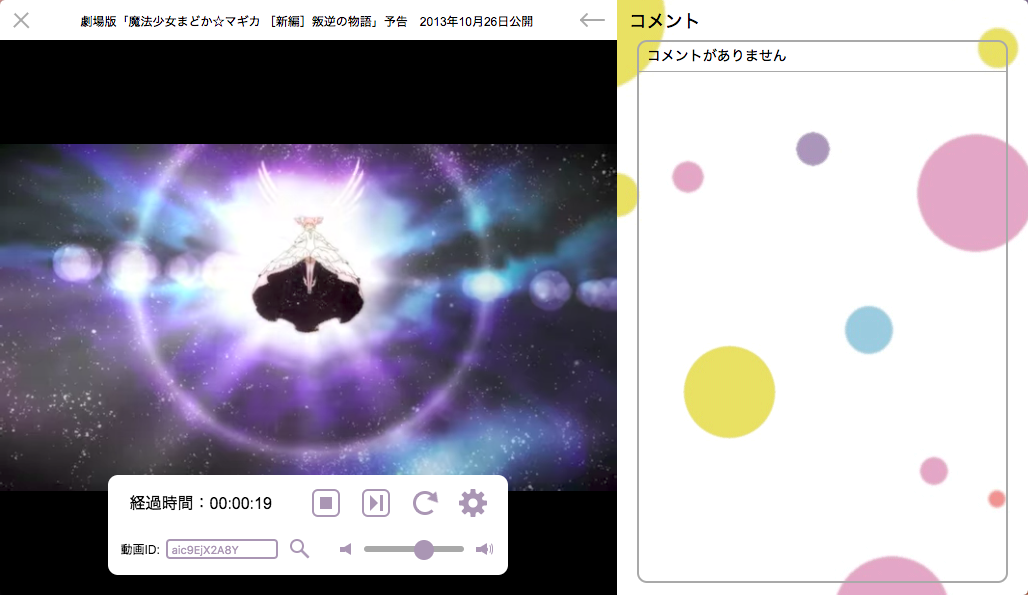 劇場版「魔法少女まどか☆マギカ ［新編］叛逆の物語」予告　2013年10月26日公開
コメント
コメントがありません
経過時間：00:00:19
動画ID: aic9EjX2A8Y